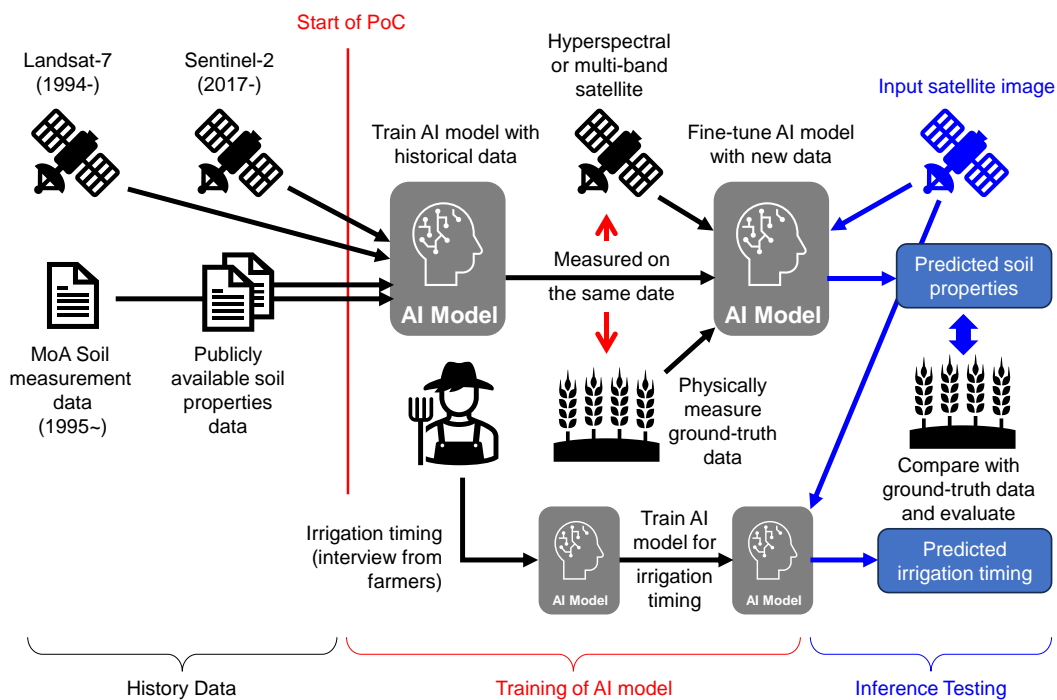 Start of PoC
Landsat-7
(1994-)
Sentinel-2
(2017-)
Hyperspectral
or multi-band
satellite
Input satellite image
Train AI model with
historical data
Fine-tune AI model
with new data
AI Model
AI Model
Measured on
the same date
Predicted soil
properties
MoA Soil
measurement
data
(1995~)
Publicly
available soil
properties
data
Physically
measure
ground-truth
data
Compare with
ground-truth data
and evaluate
Irrigation timing
(interview from
farmers)
AI Model
Train AI
model for
irrigation
timing
AI Model
Predicted
irrigation timing
History Data
Training of AI model
Inference Testing